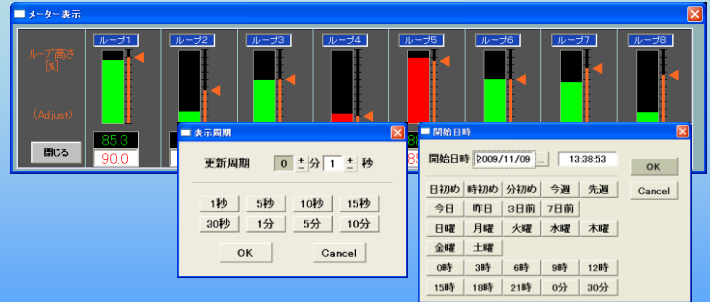 メーター表示
ループ1 ループ2 ループ3 ループ4 ループ5 ループ6 ループ7 ループ8
ループ高さ
[%]
(Adjust)
85.3
90.0
閉じる
表示周期
更新周期 0 ± 分 1 ± 秒
1秒 5秒 10秒 15秒
30秒 1分 5分 10分
OK Cancel
開始日時
開始日時 2009/11/09 ... 13:38:53
OK
Cancel
日初め 時初め 分初め 今週 先週
今日 昨日 3日前 7日前
日曜 月曜 火曜 水曜 木曜
金曜 土曜
0時 3時 6時 9時 12時
15時 18時 21時 0分 30分